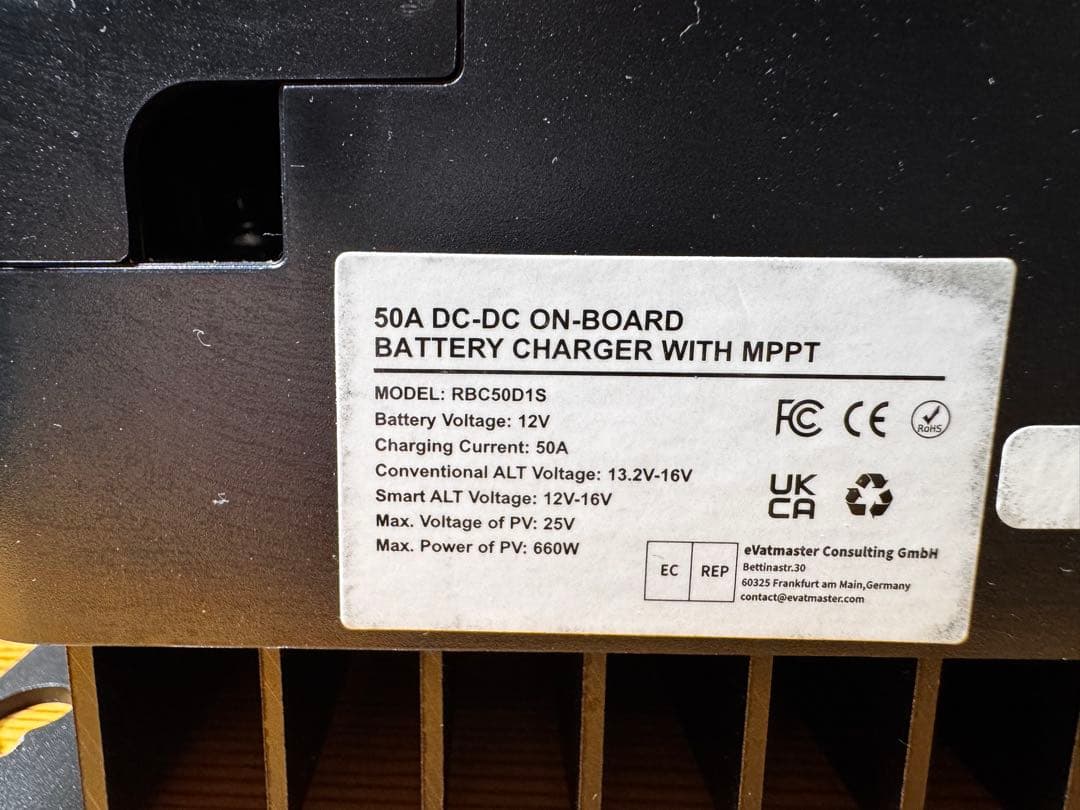 50A DC-DC ON-BOARD
BATTERY CHARGER WITH MPPT
MODEL: RBC50D1S
Battery Voltage: 12V
Charging Current: 50A
Conventional ALT Voltage: 13.2V-16V
Smart ALT Voltage: 12V-16V
Max. Voltage of PV: 25V
Max. Power of PV: 660W
FC CE RoHS
UK
CA
EC REP
eVatmaster Consulting GmbH
Bettinastr.30
60325 Frankfurt am Main,Germany
contact@evatmaster.com